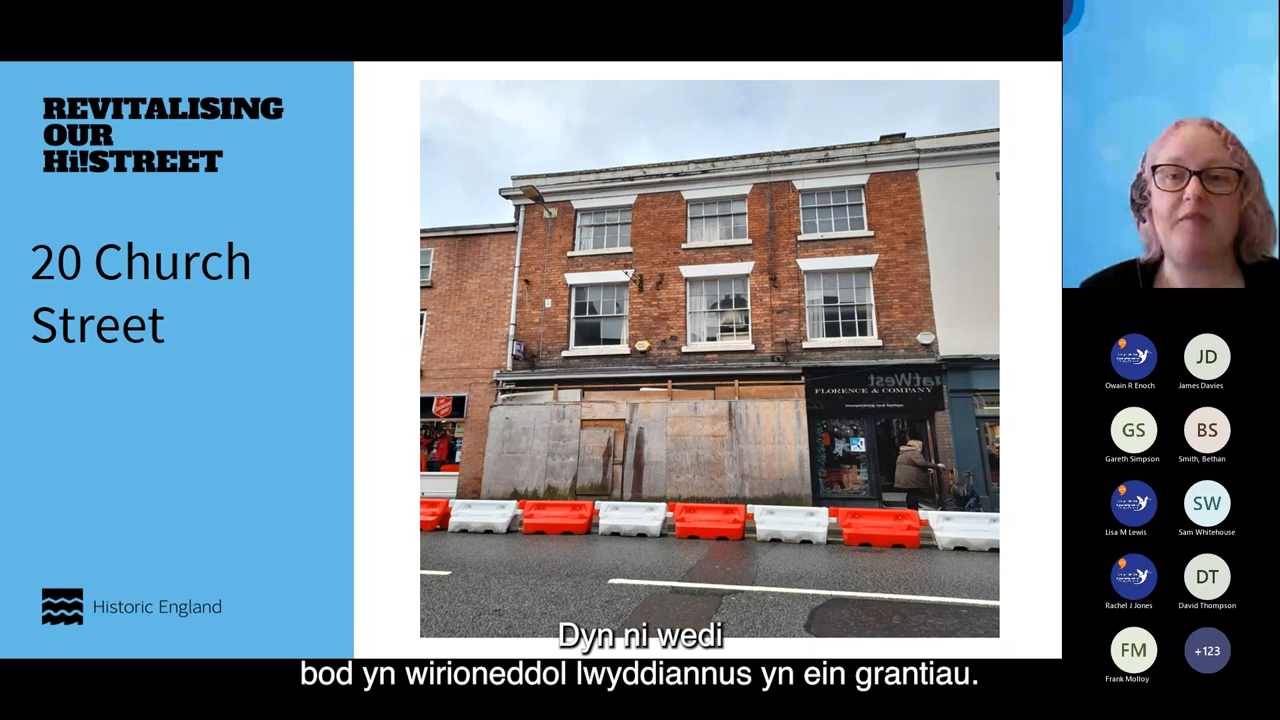 REVITALISING
OUR
Hi!STREET
20 Church
Street
Historic England
NatWest
FLORENCE & COMPANY
Dyn ni wedi
bod yn wirioneddol lwyddiannus yn ein grantiau.
Owain R Enoch
JD
James Davies
GS
Gareth Simpson
BS
Smith, Bethan
Lisa M Lewis
SW
Sam Whitehouse
Rachel J Jones
DT
David Thompson
FM
Frank Molloy
+123